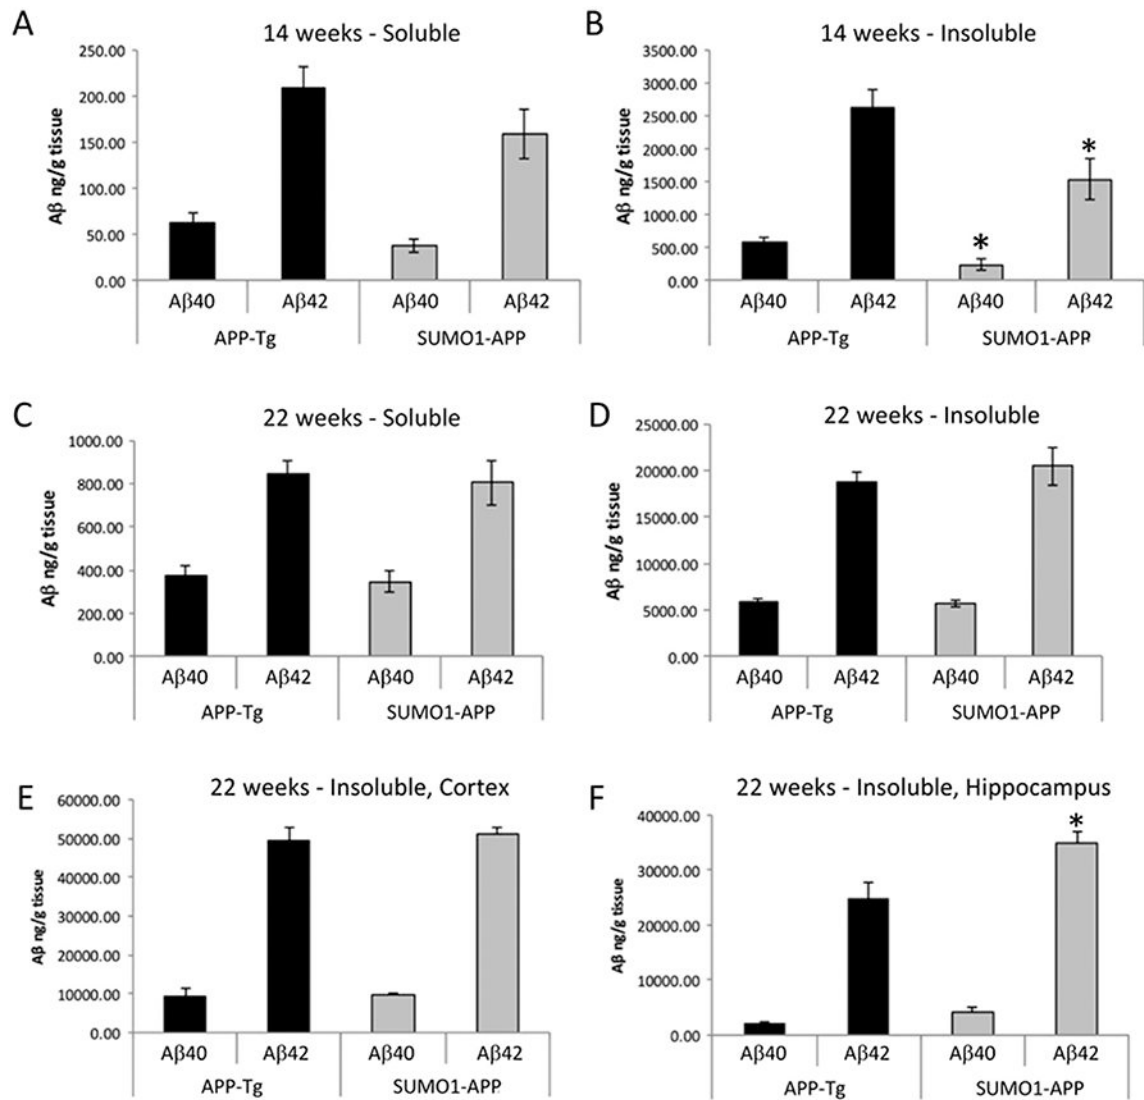 A
14 weeks - Soluble
250.00
200.00
150.00
100.00
50.00
0.00
Aβ ng/g tissue
Aβ40 Aβ42 Aβ40 Aβ42
APP-Tg SUMO1-APP
B
14 weeks - Insoluble
3500.00
3000.00
2500.00
2000.00
1500.00
1000.00
500.00
0.00
Aβ ng/g tissue
* *
Aβ40 Aβ42 Aβ40 Aβ42
APP-Tg SUMO1-APP
C
22 weeks - Soluble
1000.00
800.00
600.00
400.00
200.00
0.00
Aβ ng/g tissue
Aβ40 Aβ42 Aβ40 Aβ42
APP-Tg SUMO1-APP
D
22 weeks - Insoluble
25000.00
20000.00
15000.00
10000.00
5000.00
0.00
Aβ ng/g tissue
Aβ40 Aβ42 Aβ40 Aβ42
APP-Tg SUMO1-APP
E
22 weeks - Insoluble, Cortex
60000.00
50000.00
40000.00
30000.00
20000.00
10000.00
0.00
Aβ ng/g tissue
Aβ40 Aβ42 Aβ40 Aβ42
APP-Tg SUMO1-APP
F
22 weeks - Insoluble, Hippocampus
40000.00
30000.00
20000.00
10000.00
0.00
Aβ ng/g tissue
*
Aβ40 Aβ42 Aβ40 Aβ42
APP-Tg SUMO1-APP